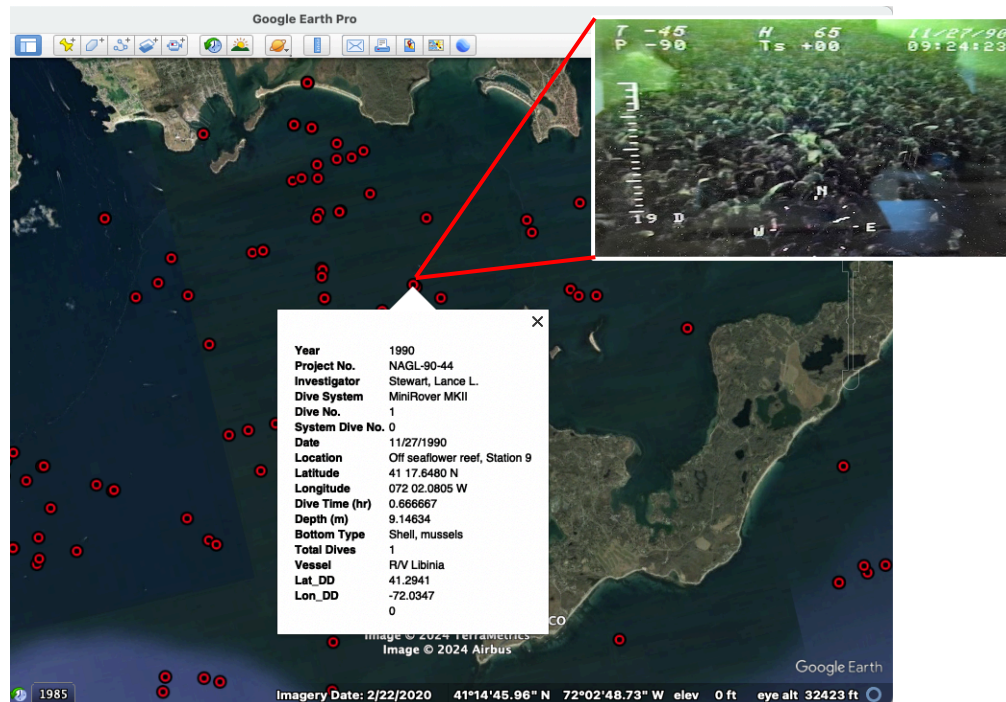 Google Earth Pro
T -45 H 65 11/27/90
P -90 Ts +00 09:24:23
N
19 D
W - - E
Year 1990
Project No. NAGL-90-44
Investigator Stewart, Lance L.
Dive System MiniRover MKII
Dive No. 1
System Dive No. 0
Date 11/27/1990
Location Off seaflower reef, Station 9
Latitude 41 17.6480 N
Longitude 072 02.0805 W
Dive Time (hr) 0.666667
Depth (m) 9.14634
Bottom Type Shell, mussels
Total Dives 1
Vessel R/V Libinia
Lat_DD 41.2941
Lon_DD -72.0347
0
CO
Image © 2024 TerraMetrics
Image © 2024 Airbus
Google Earth
1985 Imagery Date: 2/22/2020 41°14'45.96" N 72°02'48.73" W elev 0 ft eye alt 32423 ft